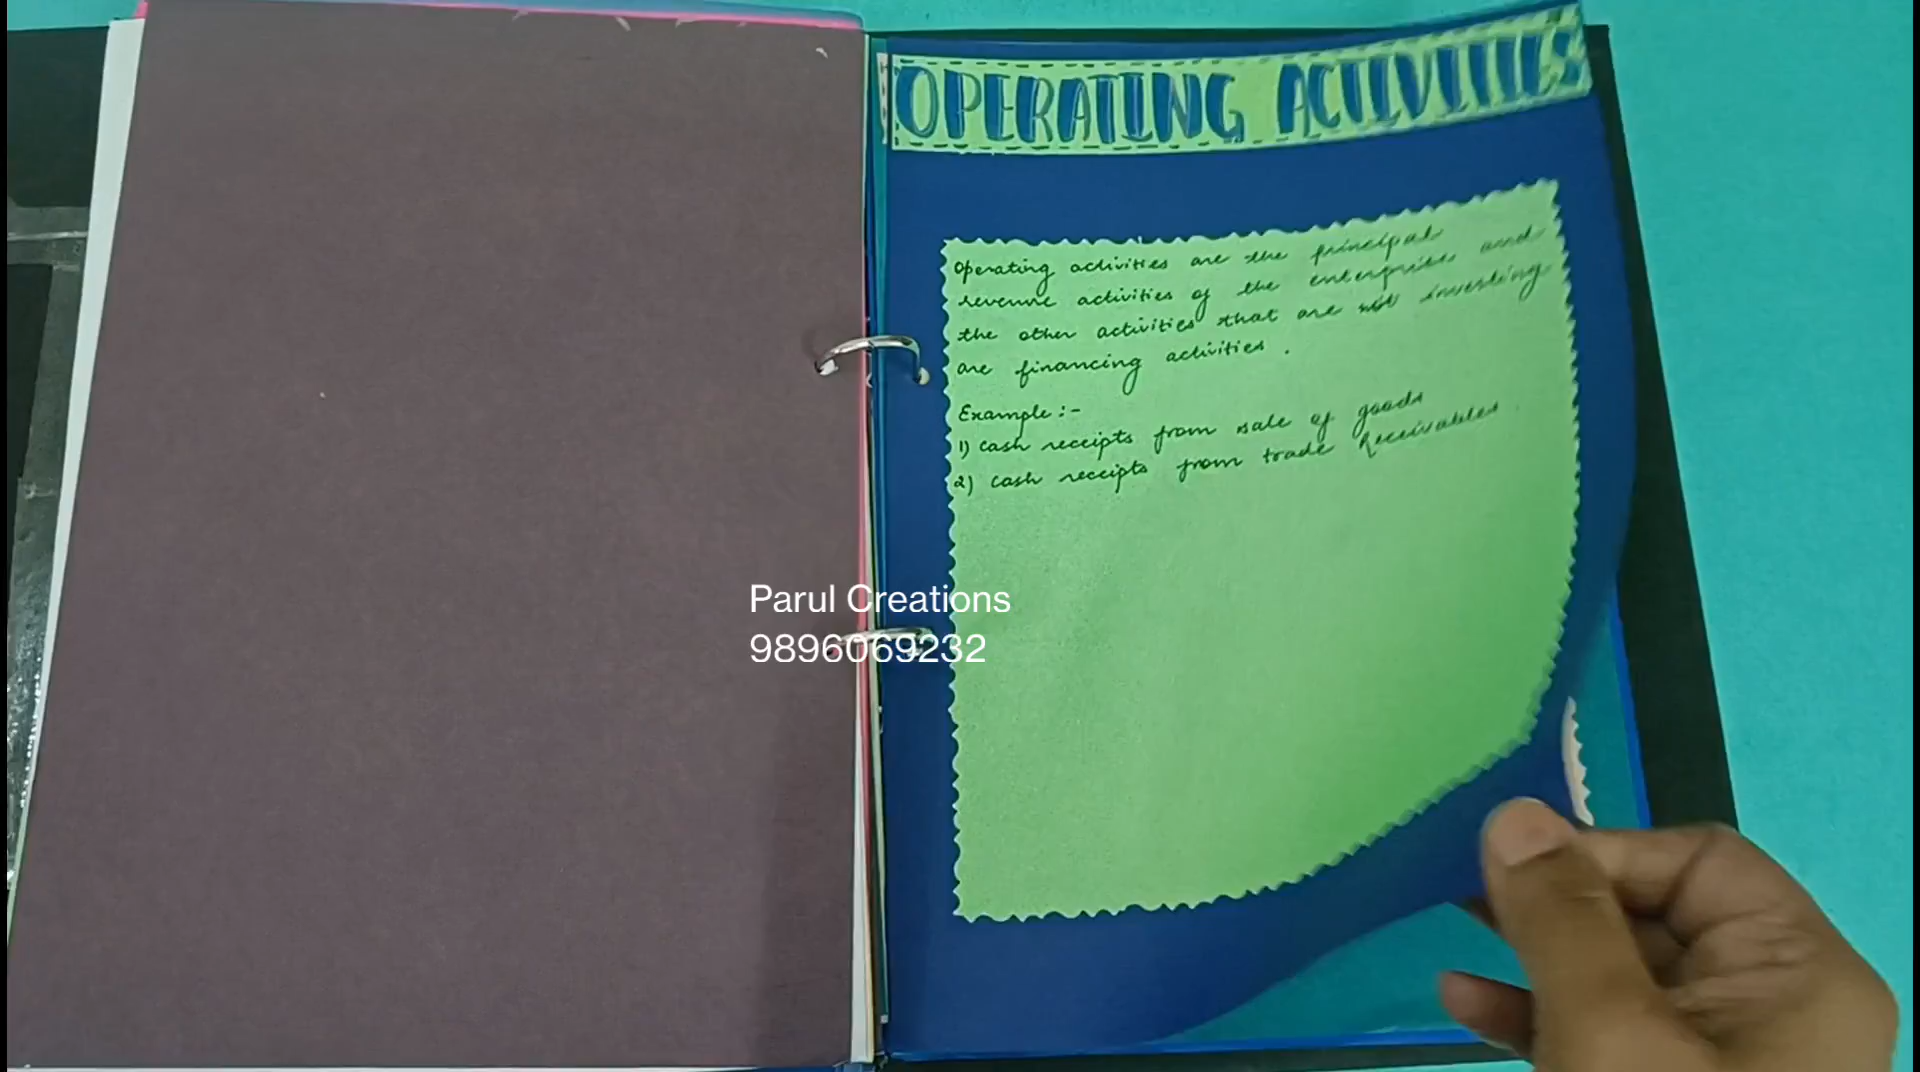 OPERATING ACTIVITIES
Operating activities are the principal
revenue activities of the enterprise and
the other activities that are not investing
are financing activities.
Example :-
1) Cash receipts from sale of goods
2) Cash receipts from trade Receivables
Parul Creations
9896069232